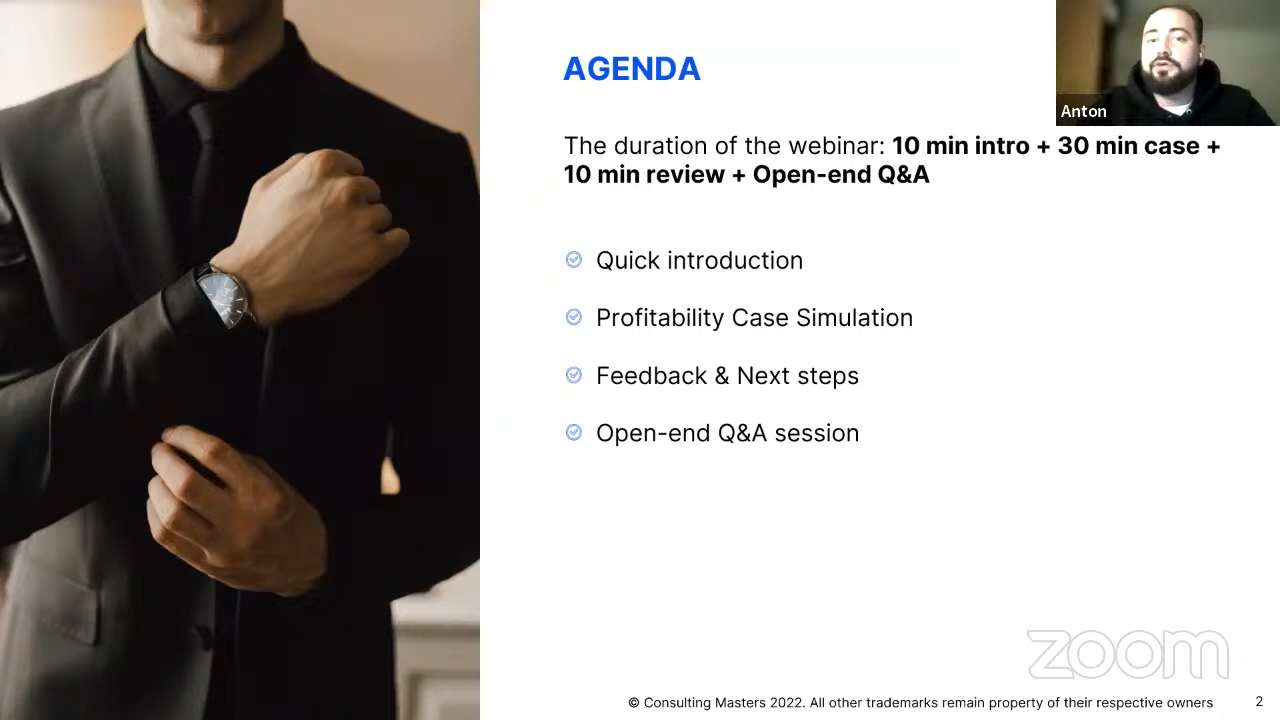 AGENDA
Anton
The duration of the webinar: 10 min intro + 30 min case +
10 min review + Open-end Q&A
Quick introduction
Profitability Case Simulation
Feedback & Next steps
Open-end Q&A session
zoom
© Consulting Masters 2022. All other trademarks remain property of their respective owners
2